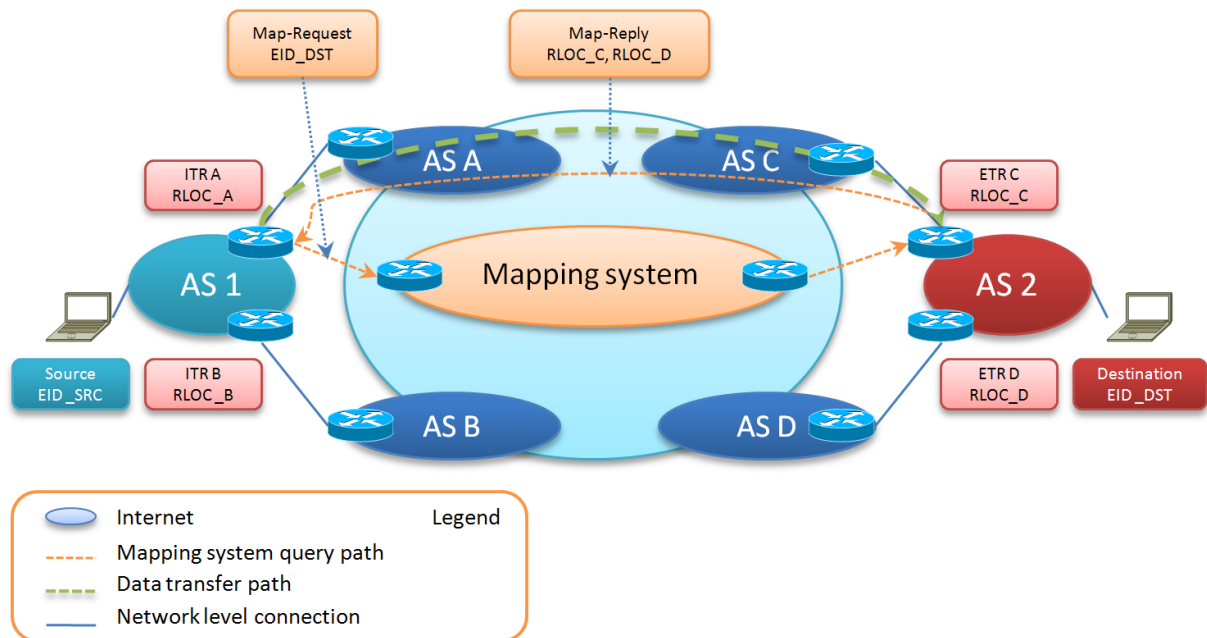 Map-Request
EID_DST
Map-Reply
RLOC_C, RLOC_D
AS A
AS C
ITR A
RLOC_A
ETR C
RLOC_C
AS 1
Mapping system
AS 2
Source
EID_SRC
ITR B
RLOC_B
ETR D
RLOC_D
Destination
EID_DST
AS B
AS D
Internet
Legend
Mapping system query path
Data transfer path
Network level connection